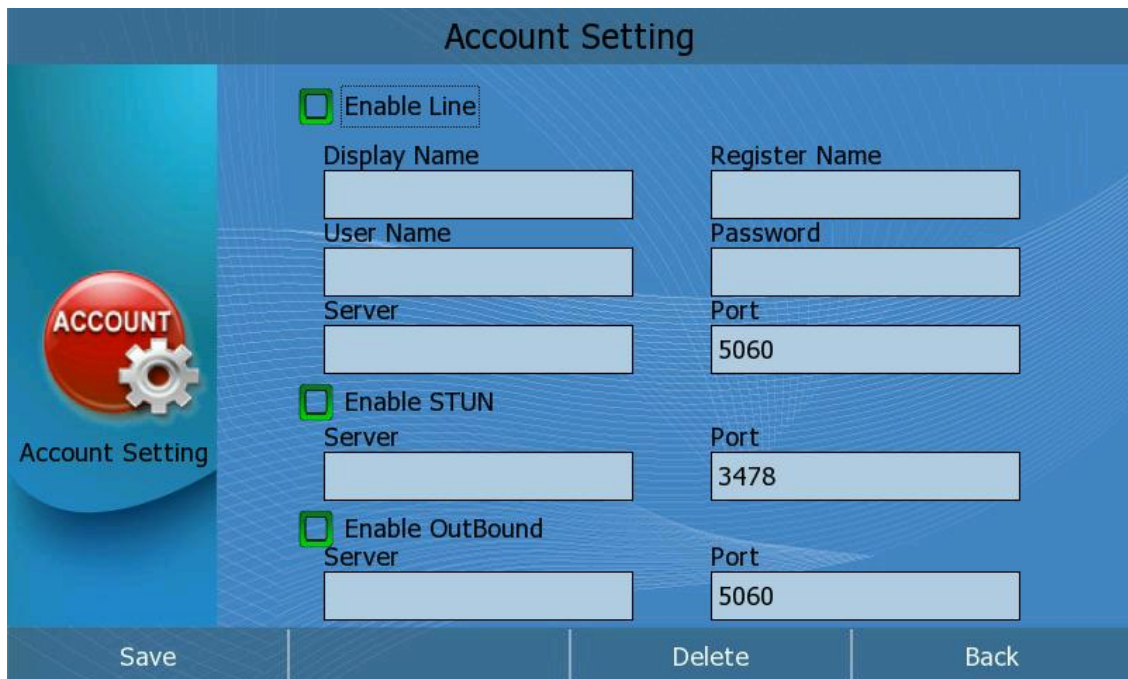 Account Setting
Enable Line
Display Name Register Name
User Name Password
Server Port
5060
ACCOUNT
Account Setting
Enable STUN
Server Port
3478
Enable OutBound
Server Port
5060
Save Delete Back